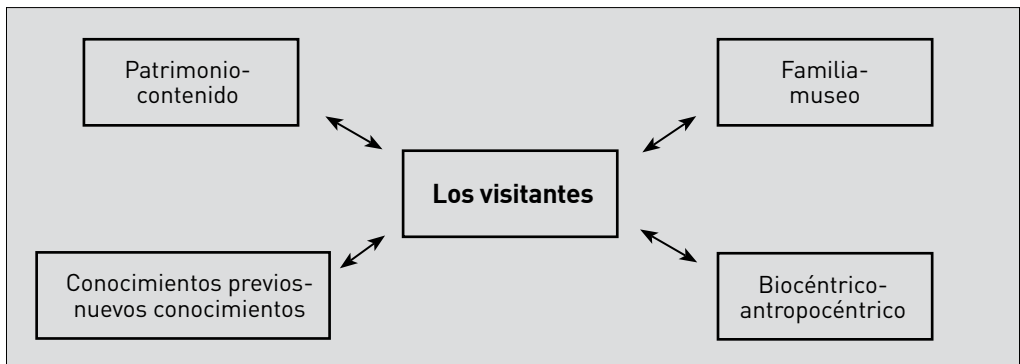 Patrimonio-
contenido
Familia-
museo
Los visitantes
Conocimientos previos-
nuevos conocimientos
Biocéntrico-
antropocéntrico